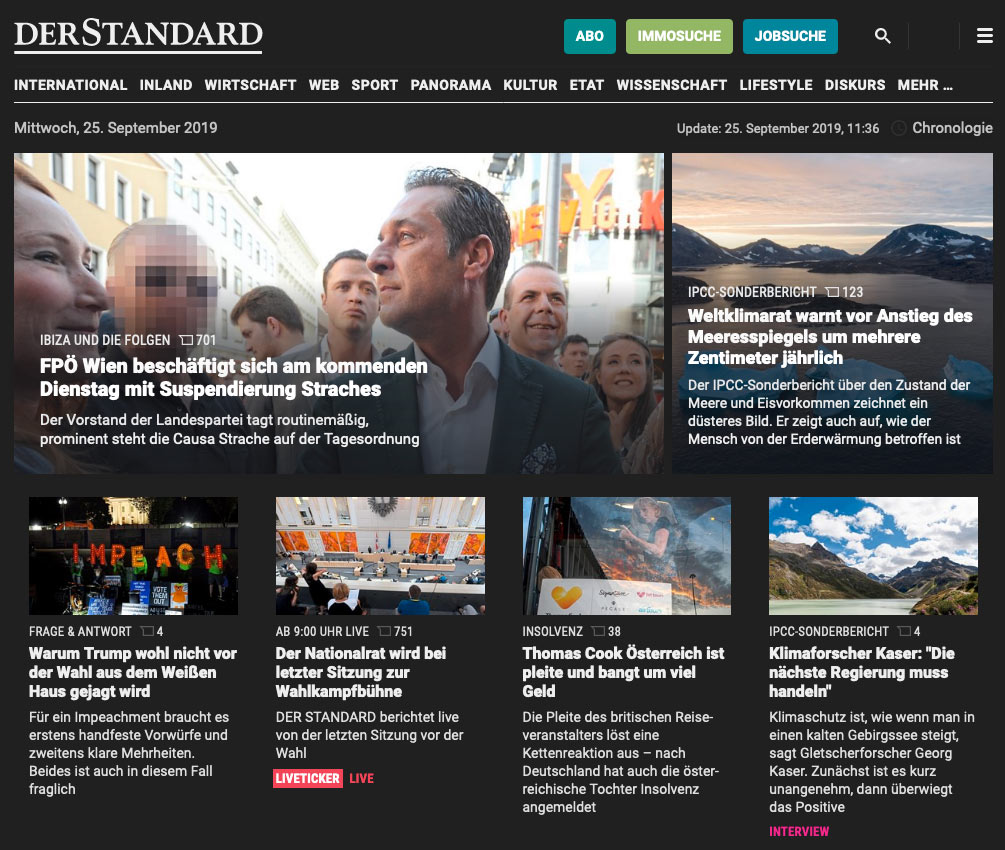 DERSTANDARD
ABO
IMMOSUCHE
JOBSUCHE
INTERNATIONAL INLAND WIRTSCHAFT WEB SPORT PANORAMA KULTUR ETAT WISSENSCHAFT LIFESTYLE DISKURS MEHR ...
Mittwoch, 25. September 2019
Update: 25. September 2019, 11:36
Chronologie
IBIZA UND DIE FOLGEN 701
FPÖ Wien beschäftigt sich am kommenden
Dienstag mit Suspendierung Straches
Der Vorstand der Landespartei tagt routinemäßig,
prominent steht die Causa Strache auf der Tagesordnung
IPCC-SONDERBERICHT 123
Weltklimarat warnt vor Anstieg des
Meeresspiegels um mehrere
Zentimeter jährlich
Der IPCC-Sonderbericht über den Zustand der
Meere und Eisvorkommen zeichnet ein
düsteres Bild. Er zeigt auch auf, wie der
Mensch von der Erderwärmung betroffen ist
IMPEACH
VOTE
THEM
OUT
FRAGE & ANTWORT 4
Warum Trump wohl nicht vor
der Wahl aus dem Weißen
Haus gejagt wird
Für ein Impeachment braucht es
erstens handfeste Vorwürfe und
zweitens klare Mehrheiten.
Beides ist auch in diesem Fall
fraglich
AB 9:00 UHR LIVE 751
Der Nationalrat wird bei
letzter Sitzung zur
Wahlkampfbühne
DER STANDARD berichtet live
von der letzten Sitzung vor der
Wahl
LIVETICKER LIVE
INSOLVENZ 38
Thomas Cook Österreich ist
pleite und bangt um viel
Geld
Die Pleite des britischen Reise-
veranstalters löst eine
Kettenreaktion aus – nach
Deutschland hat auch die öster-
reichische Tochter Insolvenz
angemeldet
IPCC-SONDERBERICHT 4
Klimaforscher Kaser: "Die
nächste Regierung muss
handeln"
Klimaschutz ist, wie wenn man in
einen kalten Gebirgssee steigt,
sagt Gletscherforscher Georg
Kaser. Zunächst ist es kurz
unangenehm, dann überwiegt
das Positive
INTERVIEW